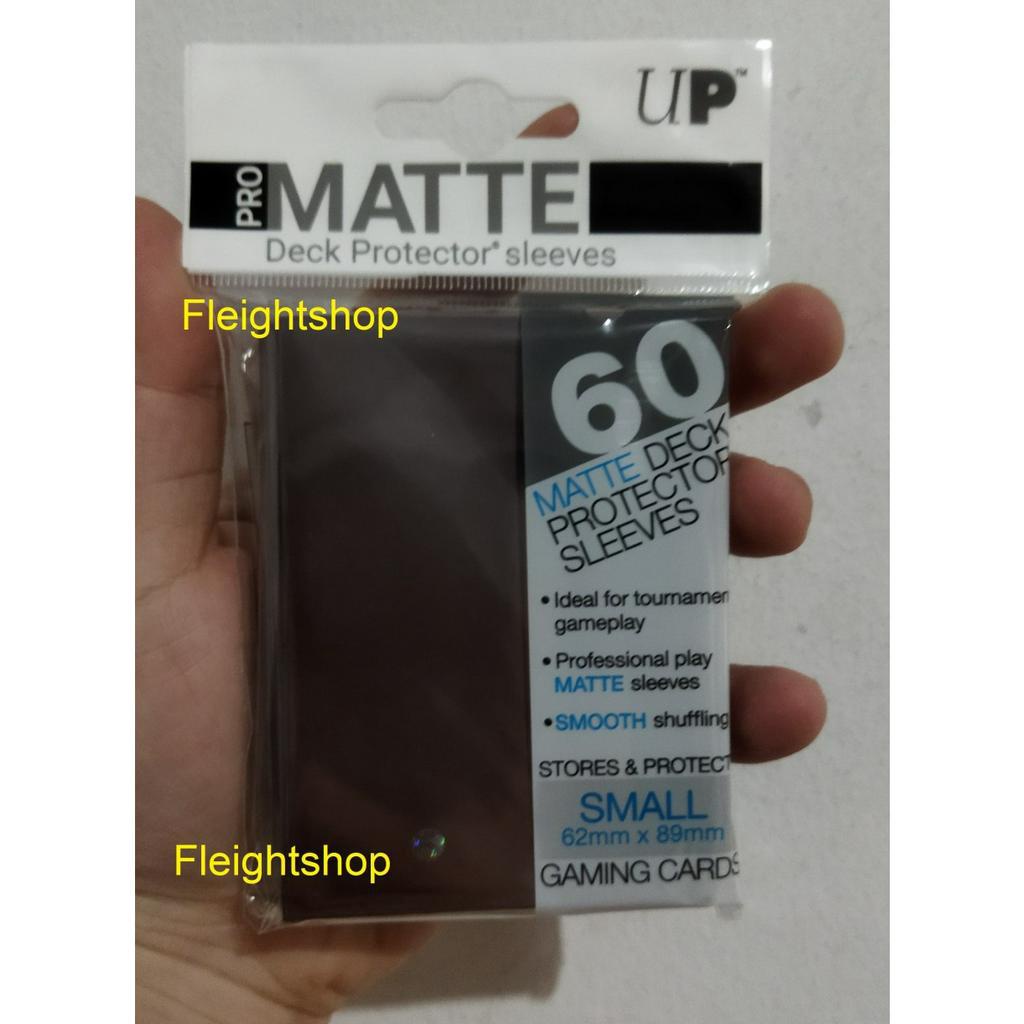 UP™
PRO
MATTE
Deck Protector® sleeves
Fleightshop
60
MATTE DECK
PROTECTOR
SLEEVES
• Ideal for tournamen
gameplay
• Professional play
MATTE sleeves
• SMOOTH shuffling
STORES & PROTECT
SMALL
62mm x 89mm
GAMING CARDS
Fleightshop